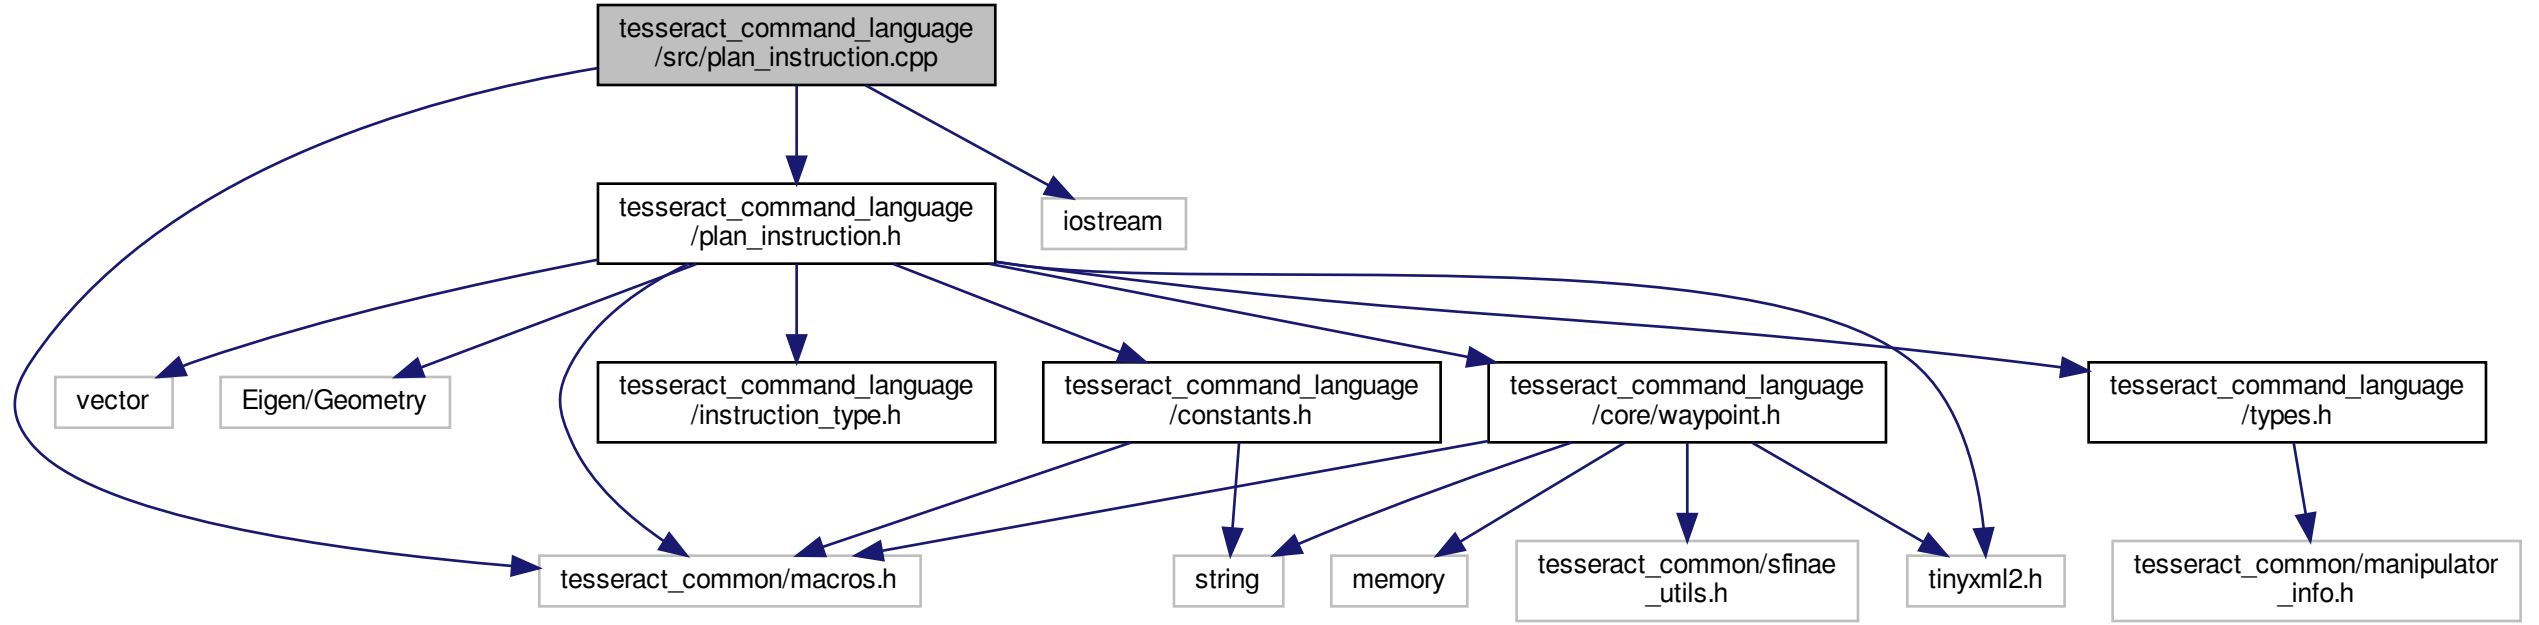 tesseract_command_language
/src/plan_instruction.cpp
tesseract_command_language
/plan_instruction.h
iostream
vector
Eigen/Geometry
tesseract_command_language
/instruction_type.h
tesseract_command_language
/constants.h
tesseract_command_language
/core/waypoint.h
tesseract_command_language
/types.h
tesseract_common/macros.h
string
memory
tesseract_common/sfinae
_utils.h
tinyxml2.h
tesseract_common/manipulator
_info.h